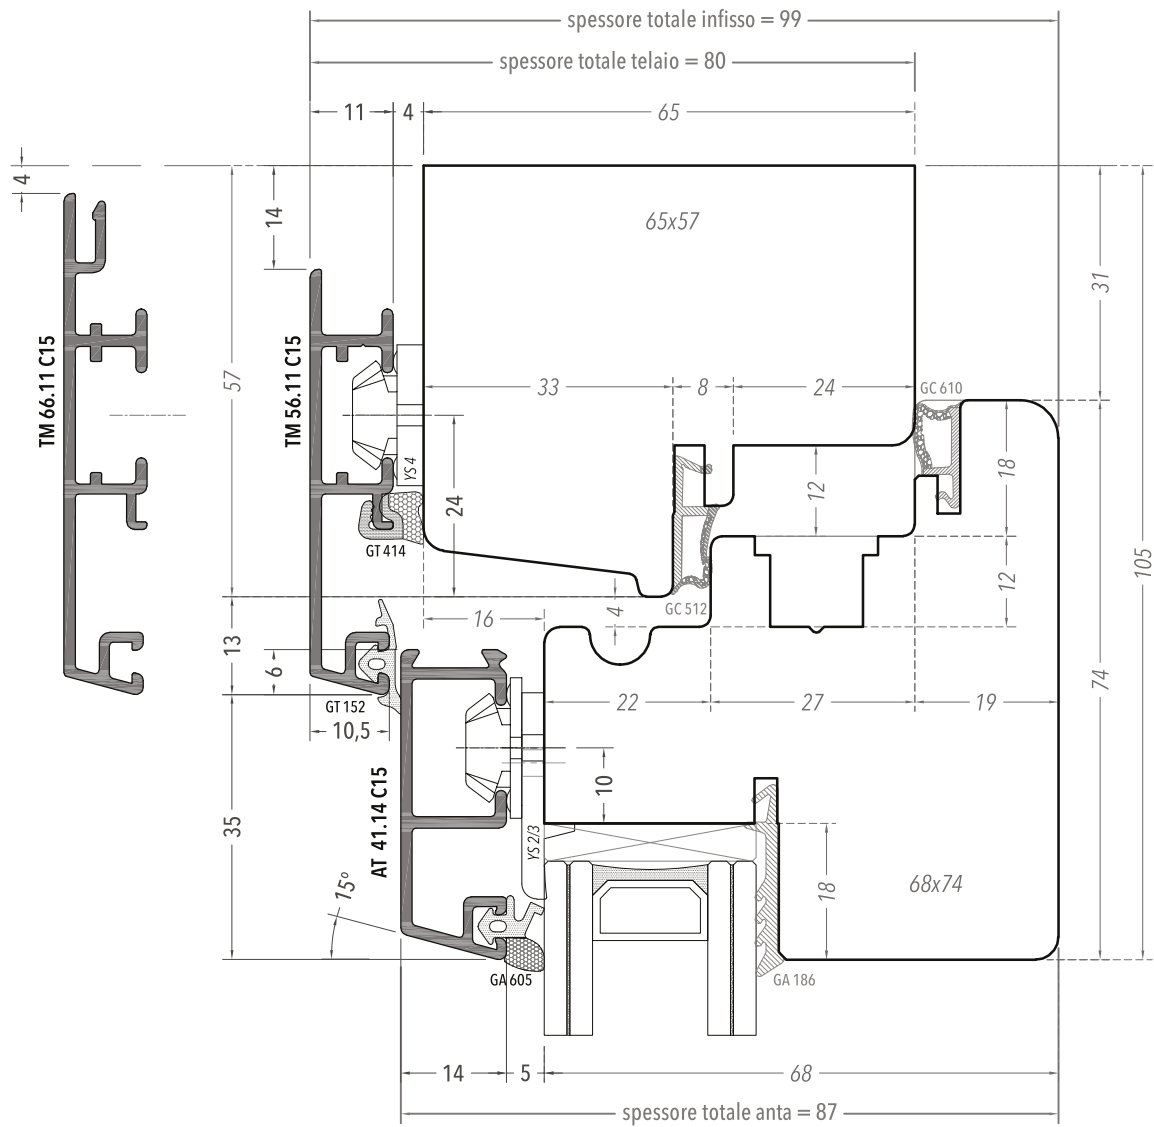 spessore totale infisso = 99
spessore totale telaio = 80
11
4
65
4
14
65x57
31
TM 66.11 C15
TM 56.11 C15
57
33
8
24
GC 610
YS 4
24
12
18
GT 414
105
12
GC 512
4
16
13
6
GT 152
10,5
22
27
19
74
AT 41.14 C15
10
35
YS 2/3
15°
18
68x74
GA 605
GA 186
14
5
68
spessore totale anta = 87